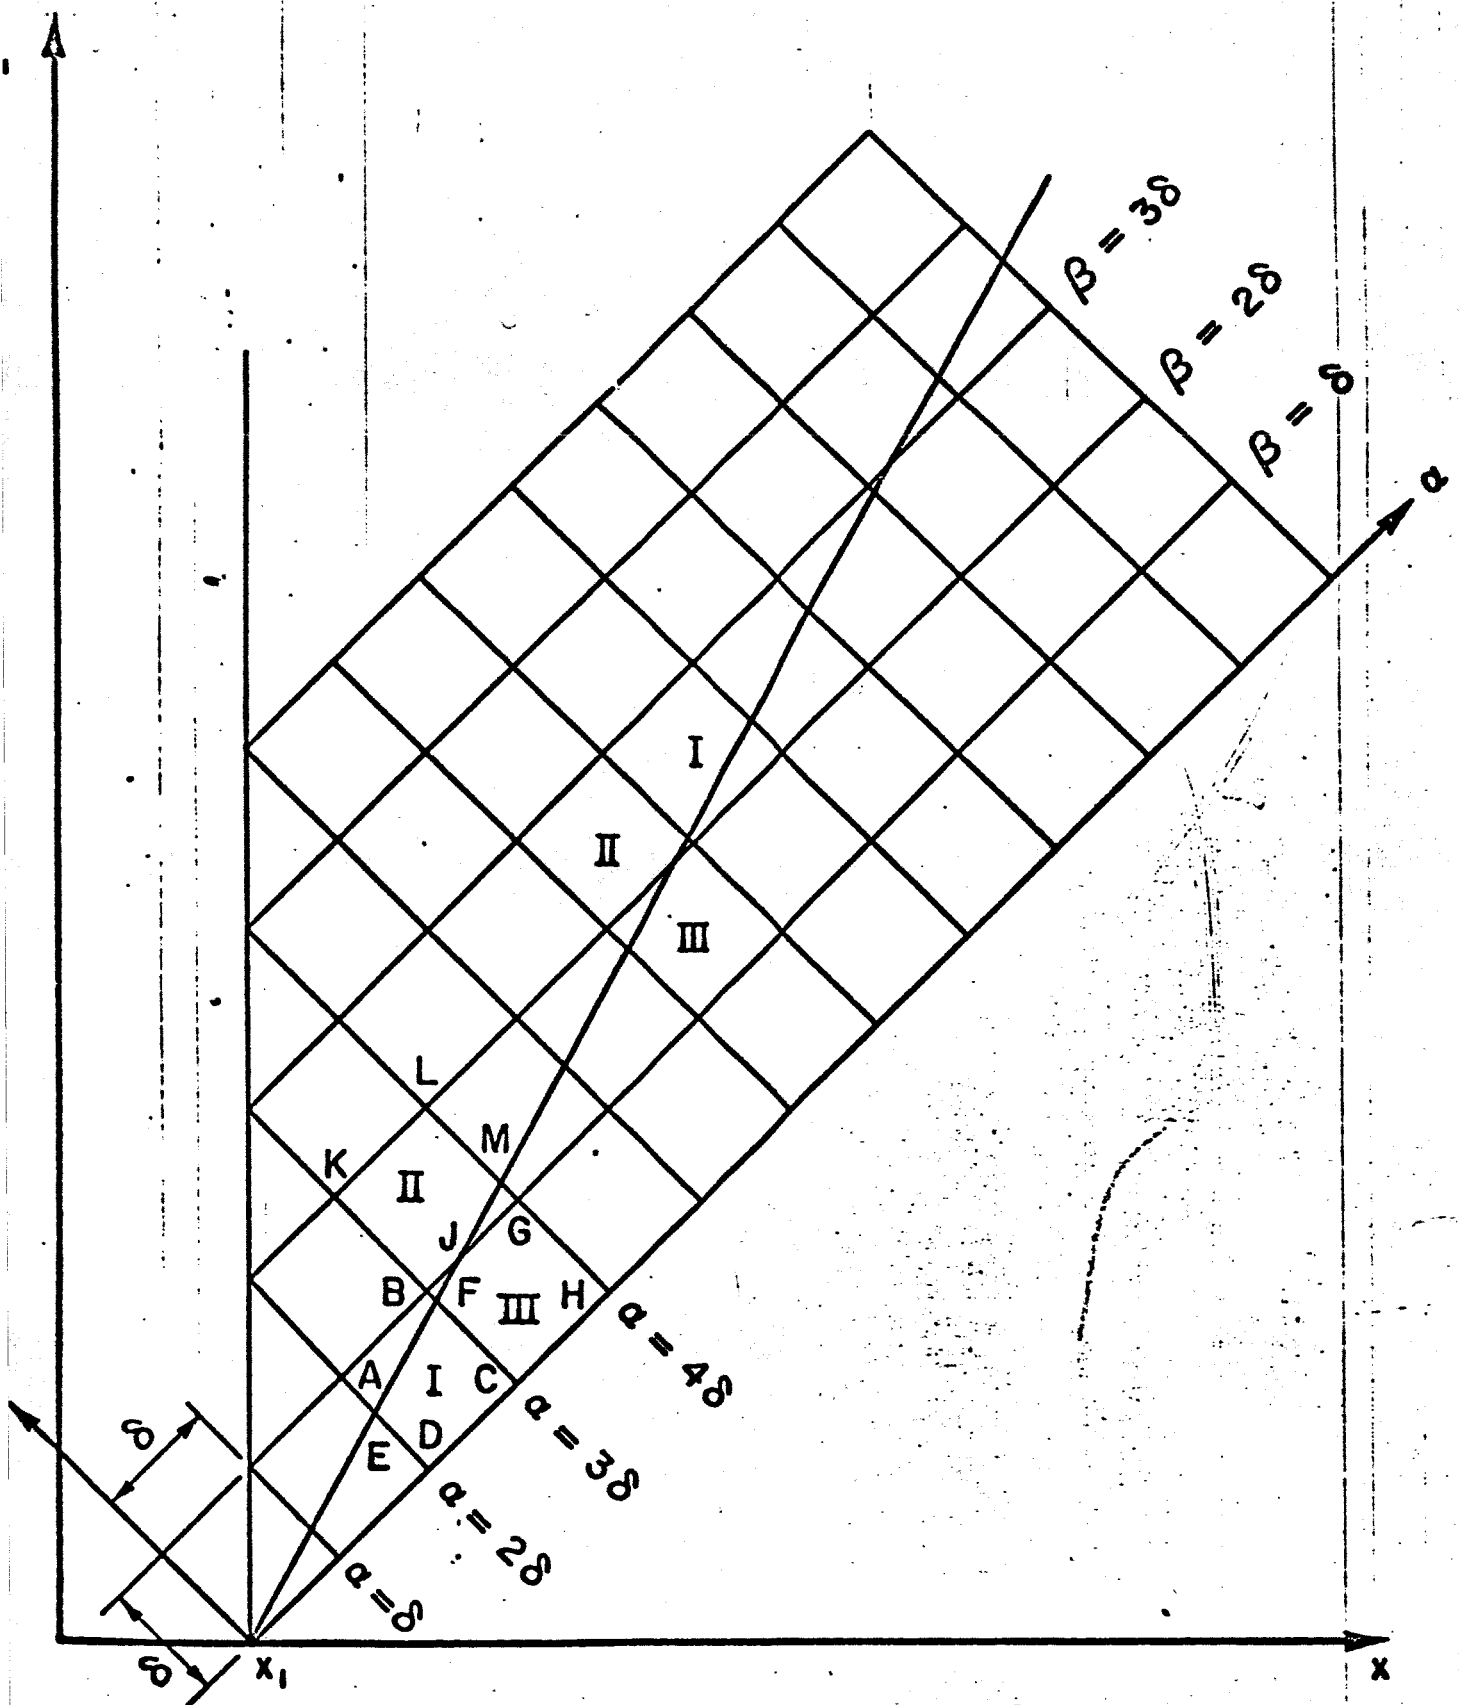 β = 3δ
β = 2δ
β = δ
α
I
II
III
L
M
K
II
J
G
B
F
III
H
A
I
C
α = 4δ
D
E
α = 3δ
δ
α = 2δ
α = δ
δ
x₁
x